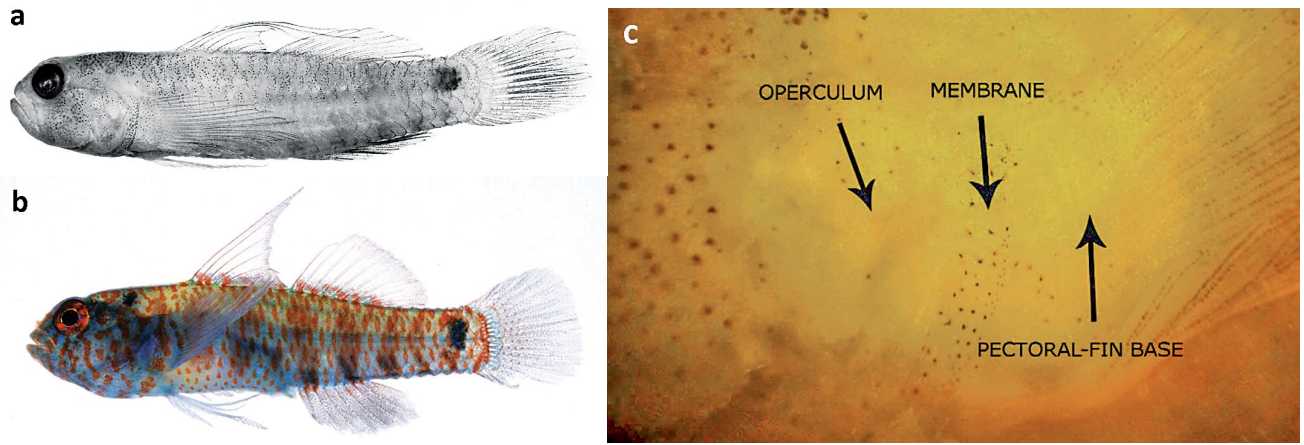 a
b
c
OPERCULUM
MEMBRANE
PECTORAL-FIN BASE